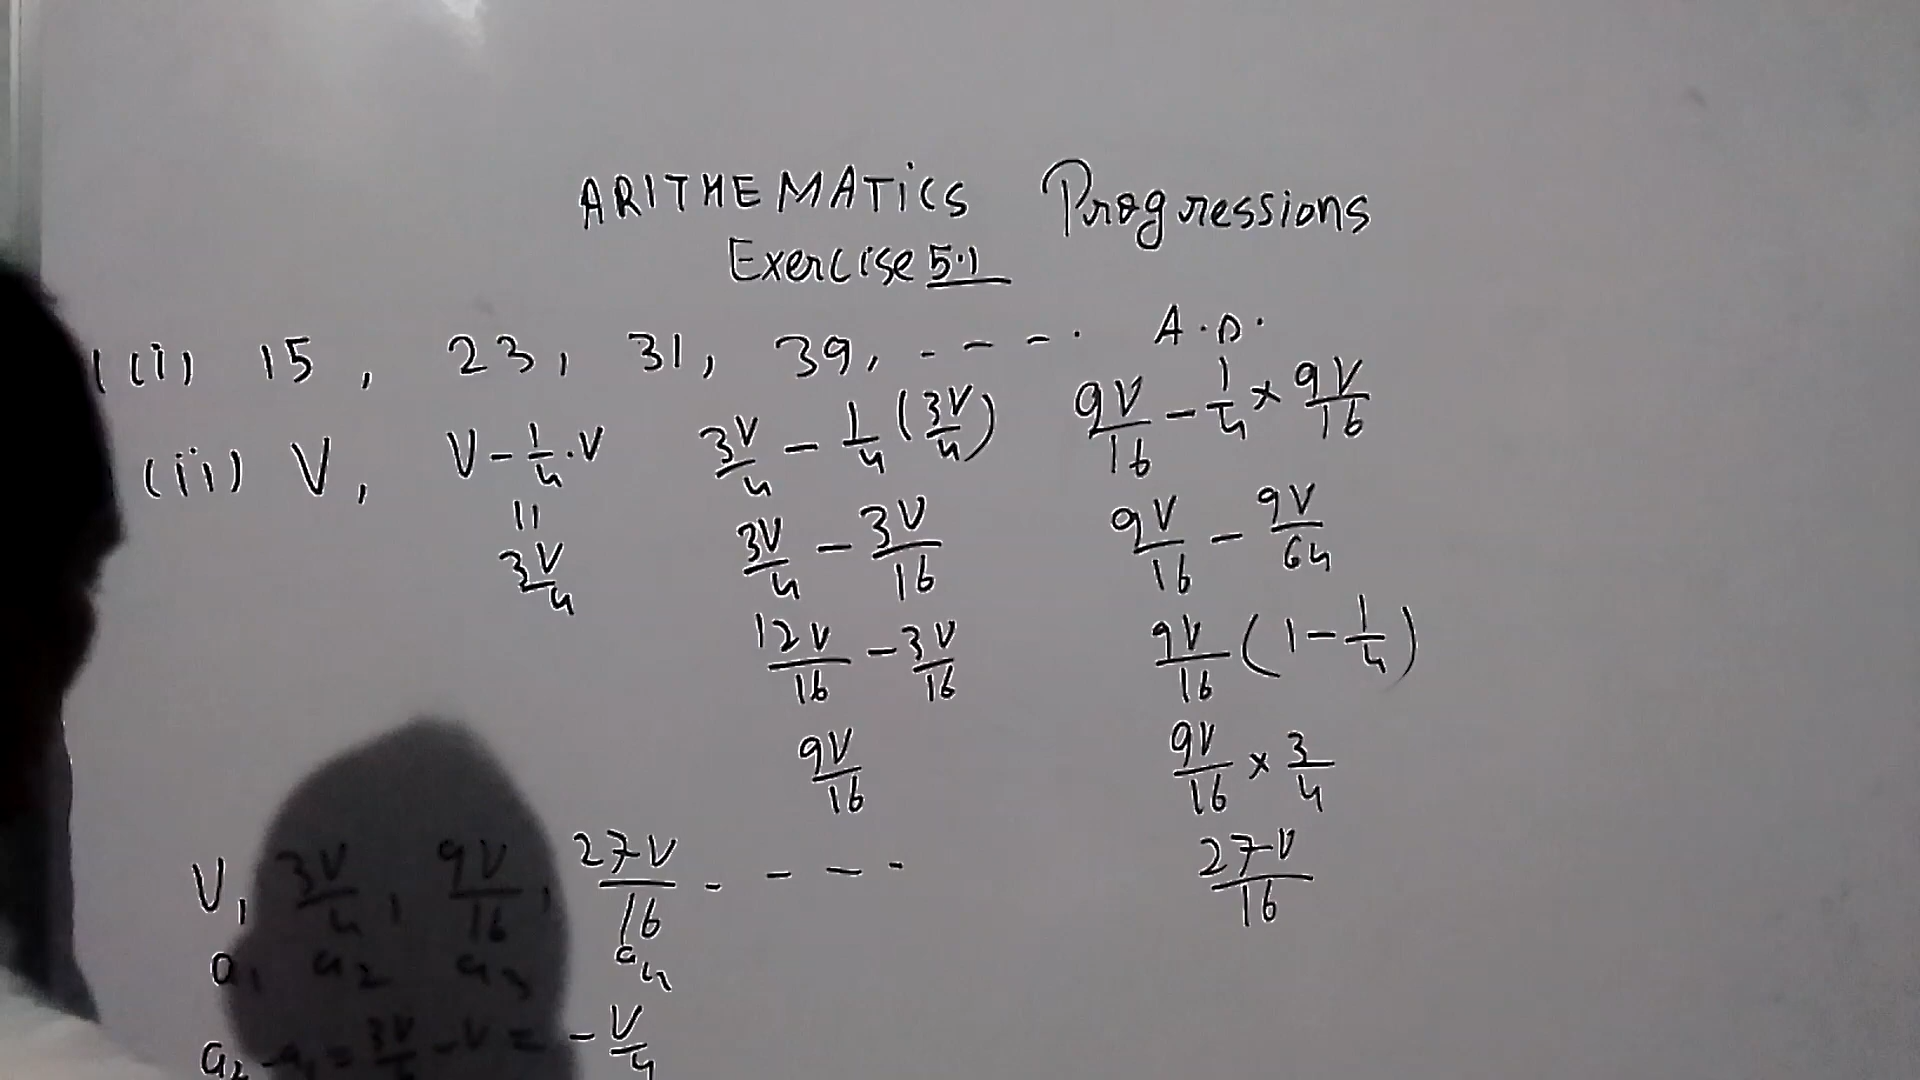 ARITHEMATICS Progressions
Exercise 5.1
(i) 15, 23, 31, 39, - - - . A.P.
(ii) V, V - 1/4 . V 3V/4 - 1/4 (3V/4) 9V/16 - 1/4 × 9V/16
11
3V/4 3V/4 - 3V/16 9V/16 - 9V/64
12V/16 - 3V/16 9V/16 (1 - 1/4)
9V/16 9V/16 × 3/4
V, 3V/4, 9V/16, 27V/16 - - - - 27V/16
a1 a2 a3 a4
a2 - a1 = 3V/4 - V = - V/4